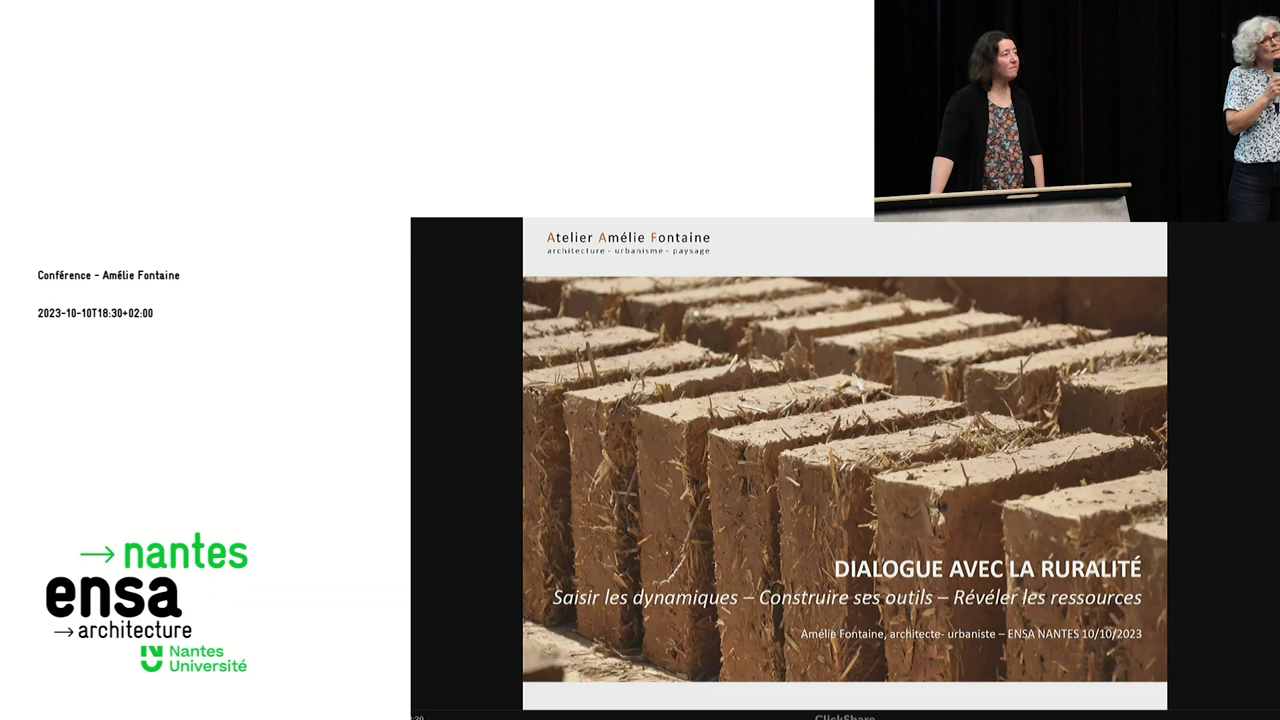 Atelier Amélie Fontaine
architecture - urbanisme - paysage
Conférence - Amélie Fontaine
2023-10-10T18:30+02:00
DIALOGUE AVEC LA RURALITÉ
Saisir les dynamiques – Construire ses outils – Révéler les ressources
Amélie Fontaine, architecte- urbaniste – ENSA NANTES 10/10/2023
→nantes
ensa
→architecture
Nantes
Université
ClickShare